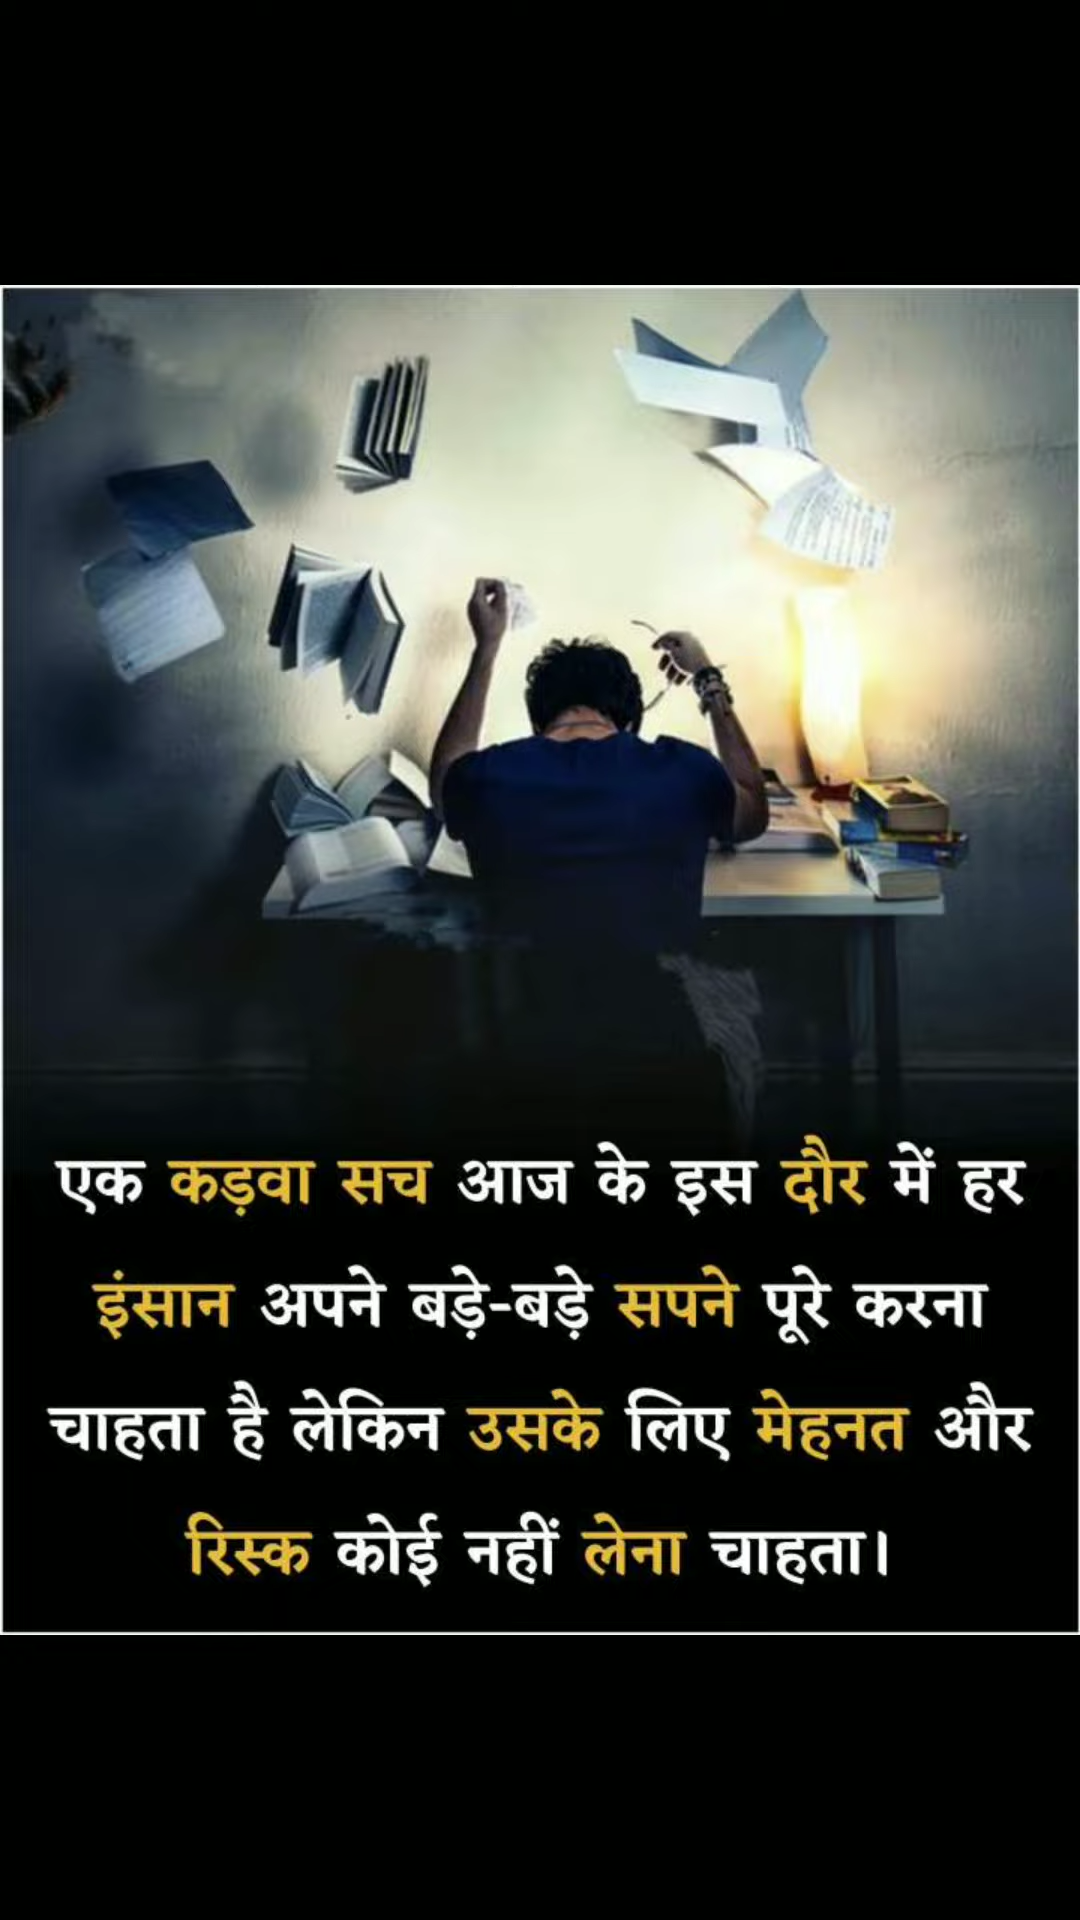 एक कड़वा सच आज के इस दौर में हर
इंसान अपने बड़े-बड़े सपने पूरे करना
चाहता है लेकिन उसके लिए मेहनत और
रिस्क कोई नहीं लेना चाहता।